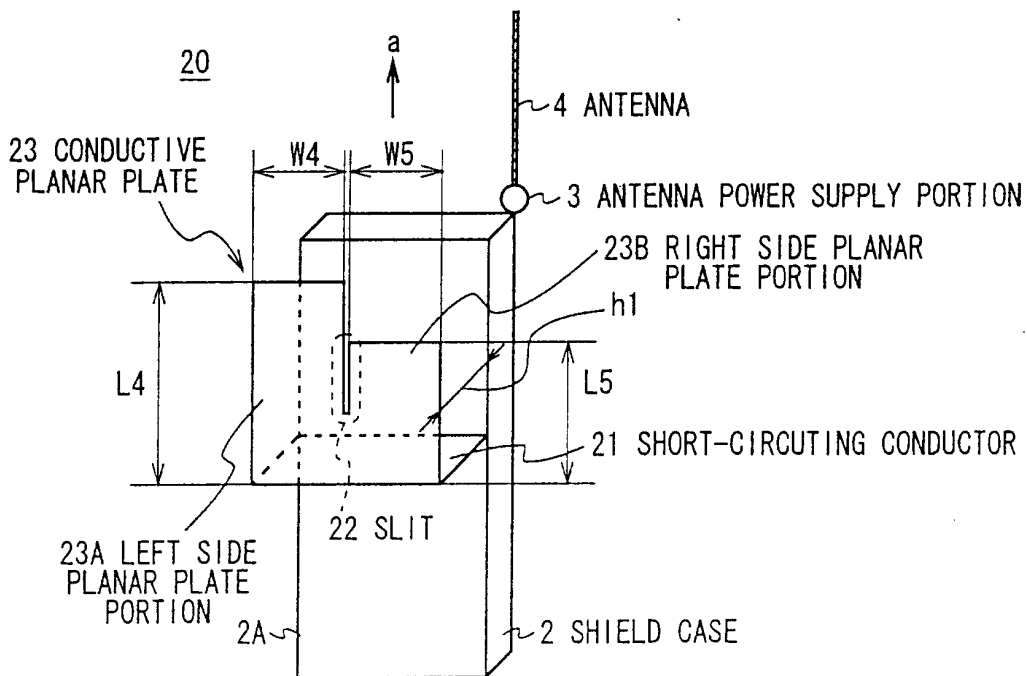 20
a
4 ANTENNA
23 CONDUCTIVE
PLANAR PLATE
W4
W5
3 ANTENNA POWER SUPPLY PORTION
23B RIGHT SIDE PLANAR
PLATE PORTION
h1
L4
L5
21 SHORT-CIRCUTING CONDUCTOR
22 SLIT
23A LEFT SIDE
PLANAR PLATE
PORTION
2A
2 SHIELD CASE